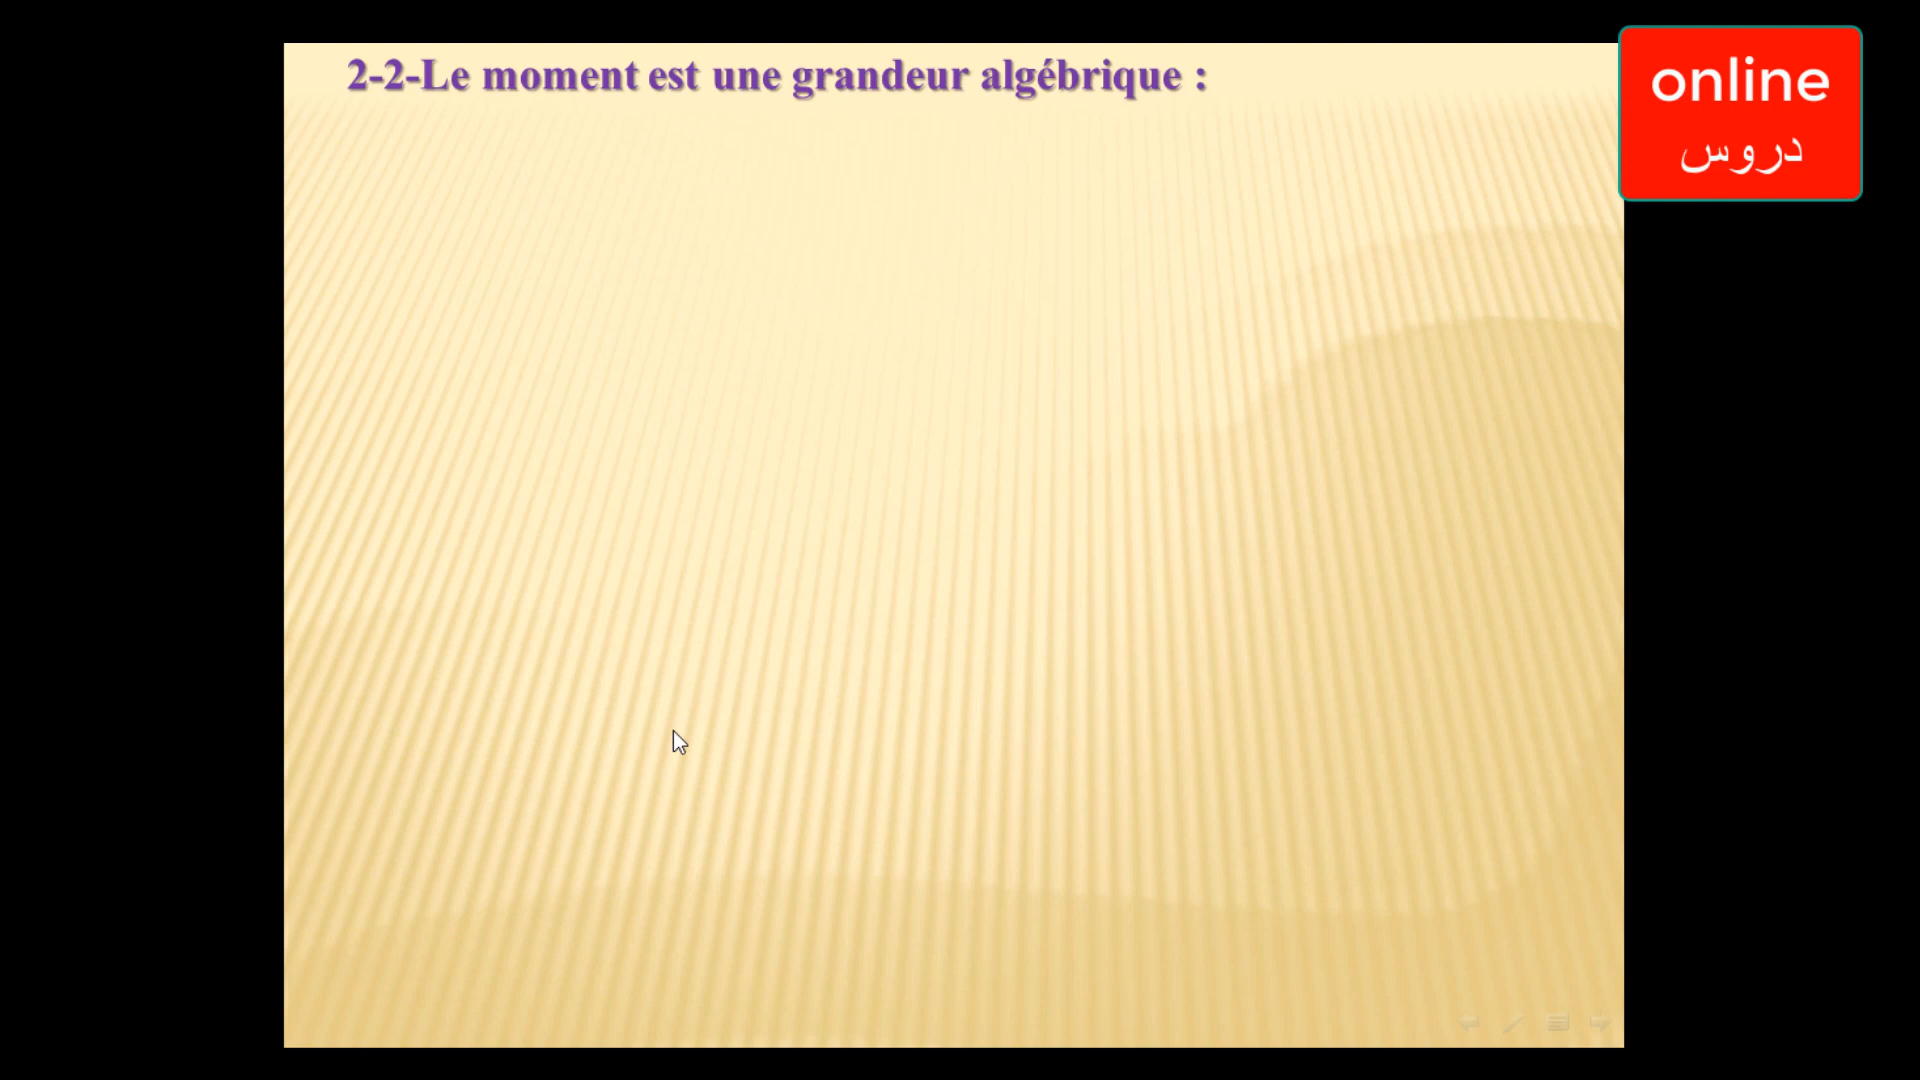 2-2-Le moment est une grandeur algébrique :
online
دروس